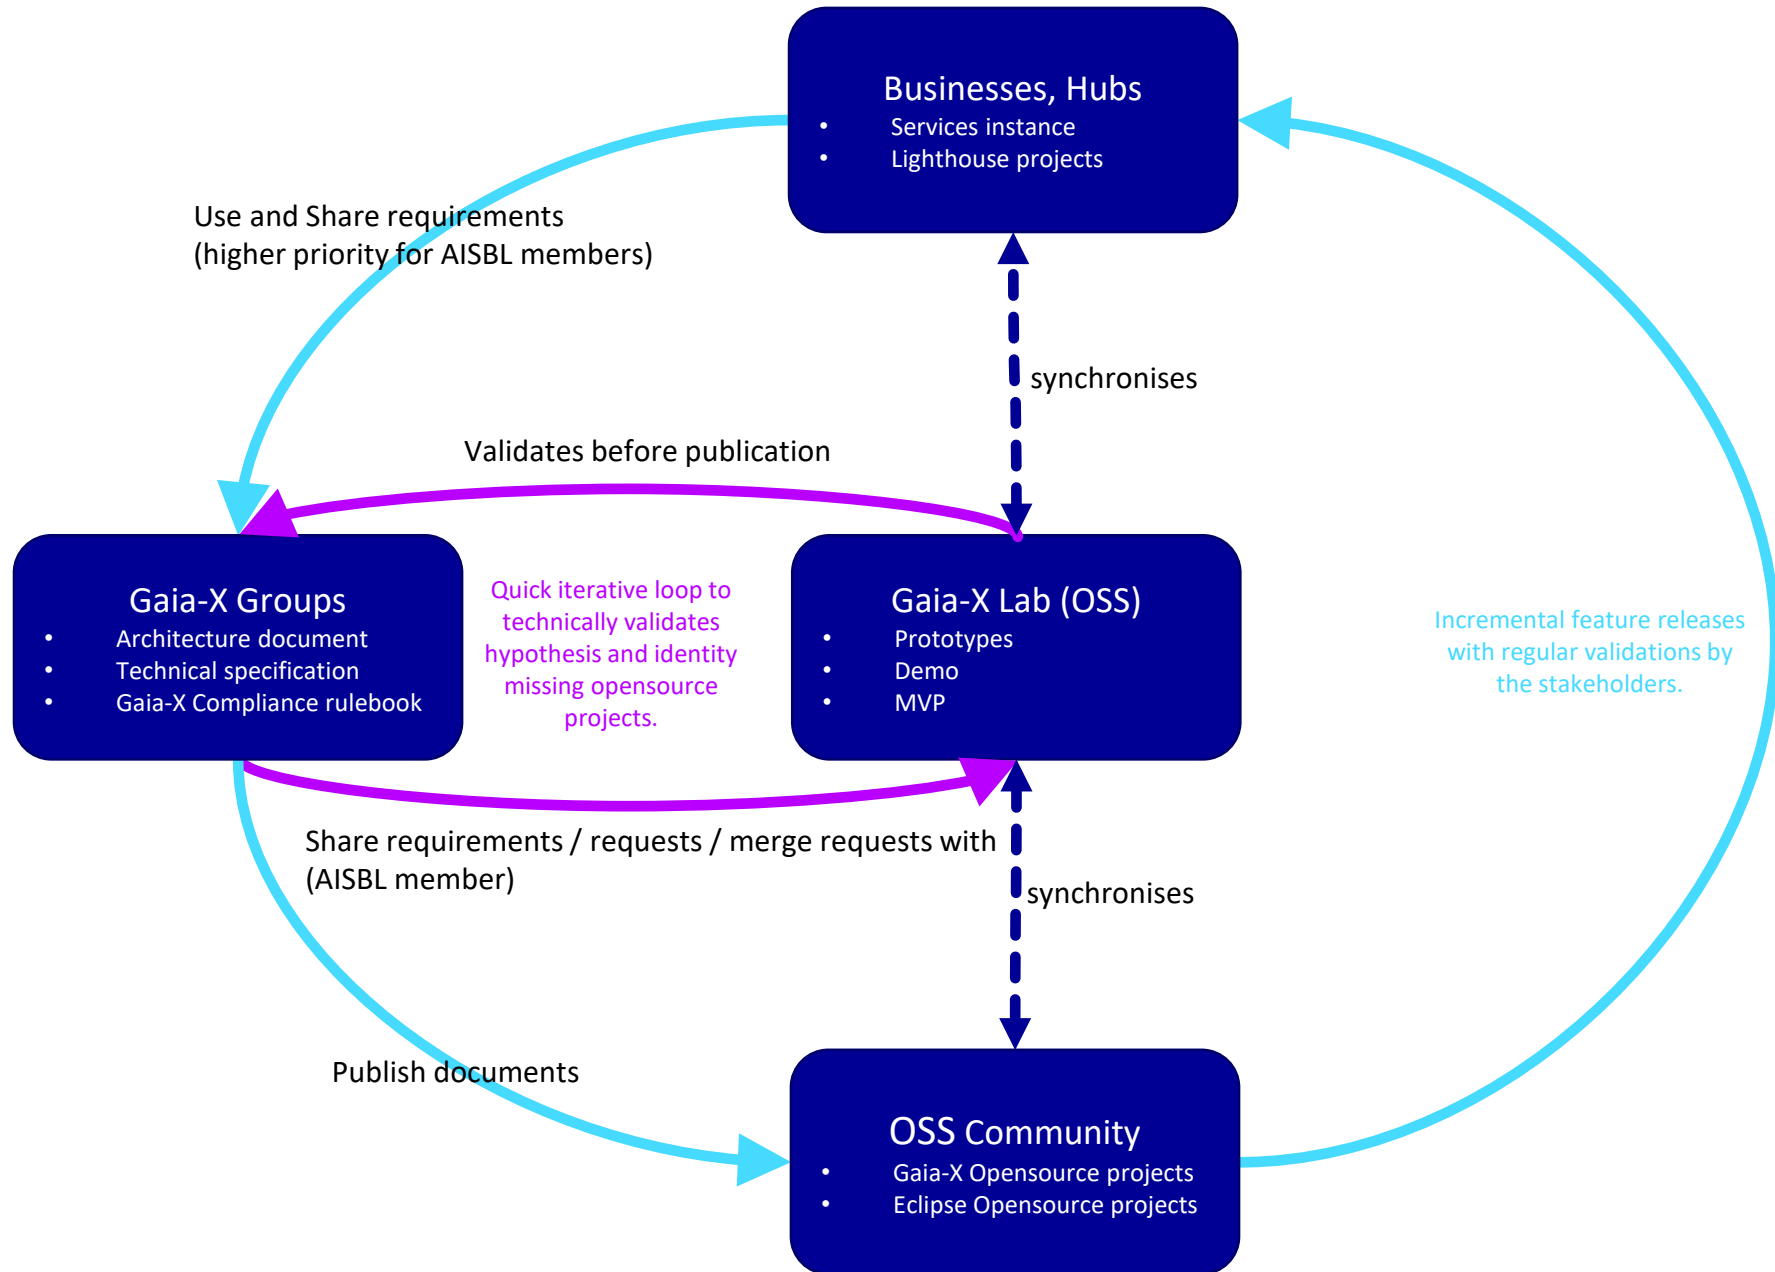 Businesses, Hubs
• Services instance
• Lighthouse projects
Use and Share requirements
(higher priority for AISBL members)
synchronises
Validates before publication
Gaia-X Groups
• Architecture document
• Technical specification
• Gaia-X Compliance rulebook
Quick iterative loop to
technically validates
hypothesis and identity
missing opensource
projects.
Gaia-X Lab (OSS)
• Prototypes
• Demo
• MVP
Incremental feature releases
with regular validations by
the stakeholders.
Share requirements / requests / merge requests with
(AISBL member)
synchronises
Publish documents
OSS Community
• Gaia-X Opensource projects
• Eclipse Opensource projects